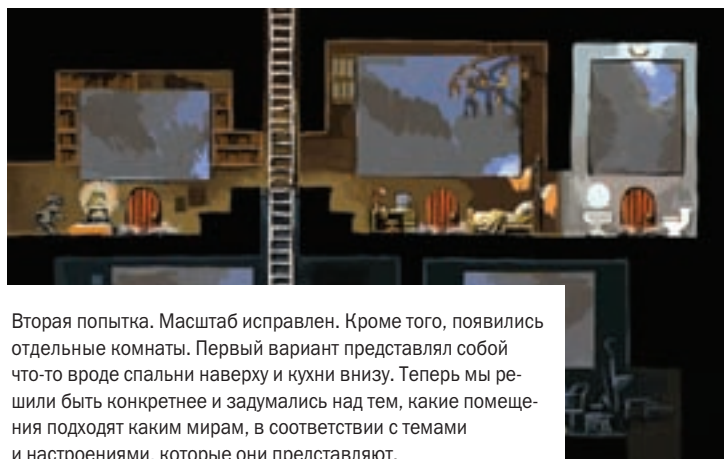 Вторая попытка. Масштаб исправлен. Кроме того, появились
отдельные комнаты. Первый вариант представлял собой
что-то вроде спальни наверху и кухни внизу. Теперь мы ре-
шили быть конкретнее и задумались над тем, какие помеще-
ния подходят каким мирам, в соответствии с темами
и настроениями, которые они представляют.